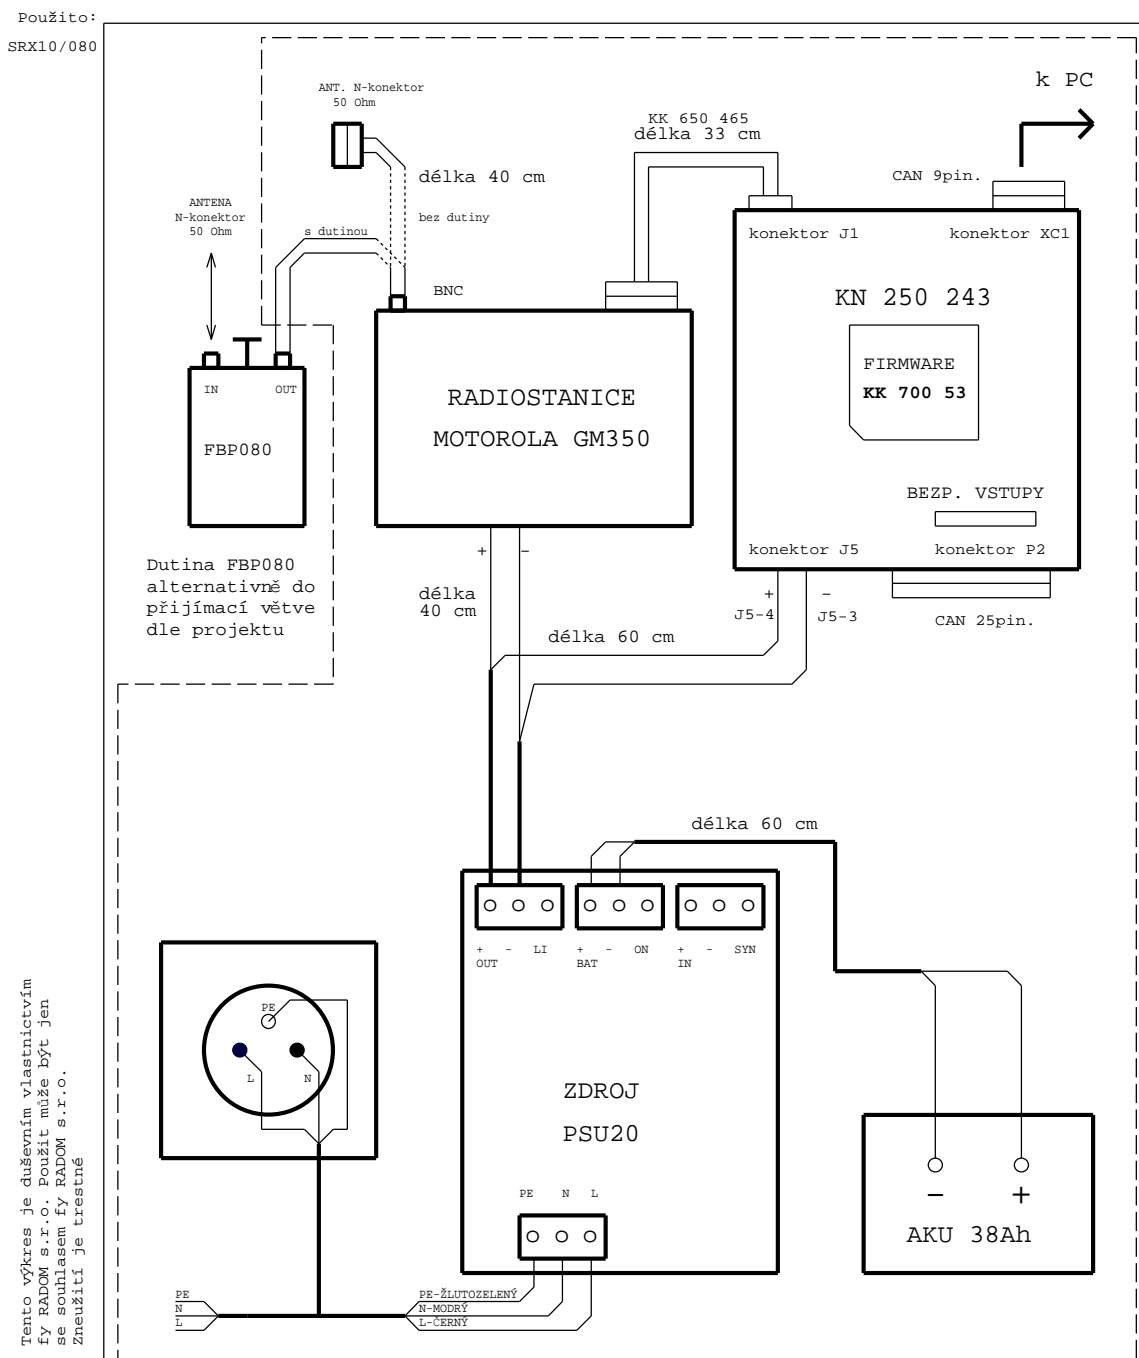 Použito:
SRX10/080
k PC
ANT. N-konektor
50 Ohm
KK 650 465
délka 33 cm
délka 40 cm
CAN 9pin.
ANTENA
N-konektor
50 Ohm
s dutinou
bez dutiny
konektor J1
konektor XC1
BNC
KN 250 243
FIRMWARE
KK 700 53
IN
OUT
RADIOSTANICE
MOTOROLA GM350
FBP080
BEZP. VSTUPY
konektor J5
konektor P2
+
-
Dutina FBP080
alternativně do
přijímací větve
dle projektu
délka
40 cm
+
-
J5-4
J5-3
CAN 25pin.
délka 60 cm
délka 60 cm
+ - LI
OUT
+ - ON
BAT
+ - SYN
IN
PE
L
N
ZDROJ
PSU20
PE N L
- +
AKU 38Ah
PE
N
L
PE-ŽLUTOZELENÝ
N-MODRÝ
L-ČERNÝ
Tento výkres je duševním vlastnictvím
fy RADOM s.r.o. Použit může být jen
se souhlasem fy RADOM s.r.o.
Zneužití je trestné